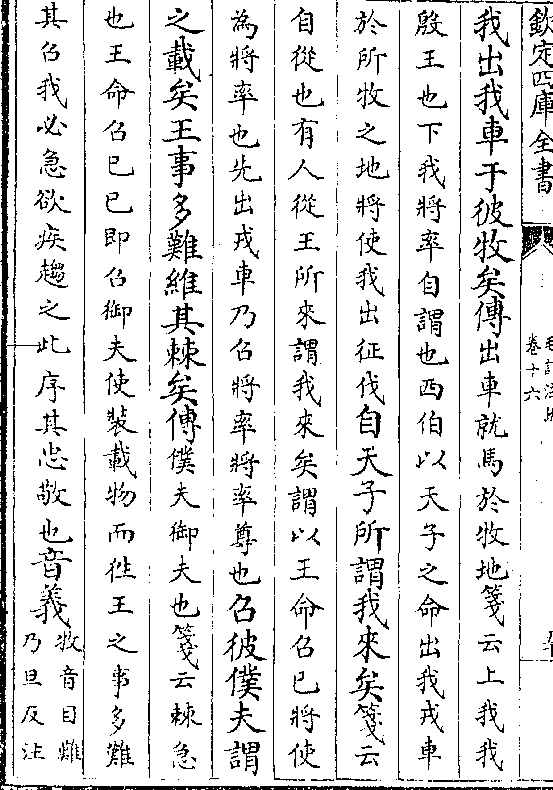 欽定四庫全書
卷十六
我出我車于彼牧矣傳出車就馬於牧地箋云上我我
殷王也下我將率自謂也西伯以天子之命出我戎車
於所牧之地將使我出征伐自天子所謂我來矣箋云
自從也有人從王所來謂我來矣謂以王命召已將使
為將率也先出戎車乃召將率將率尊也召彼僕夫謂
之載矣王事多難維其棘矣傳僕夫御夫也箋云棘急
也王命召已已即召御夫使裝載物而徃王之事多難
其召我必急欲疾趨之此序其忠敬也音義牧音目難
乃旦反注